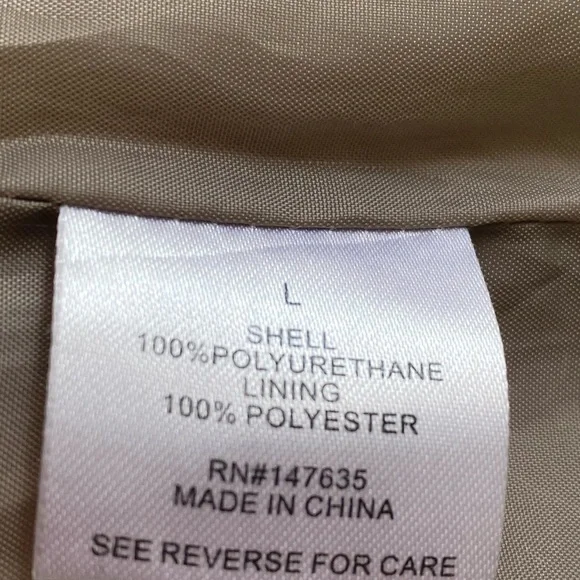 L
SHELL
100%POLYURETHANE
LINING
100% POLYESTER
RN#147635
MADE IN CHINA
SEE REVERSE FOR CARE